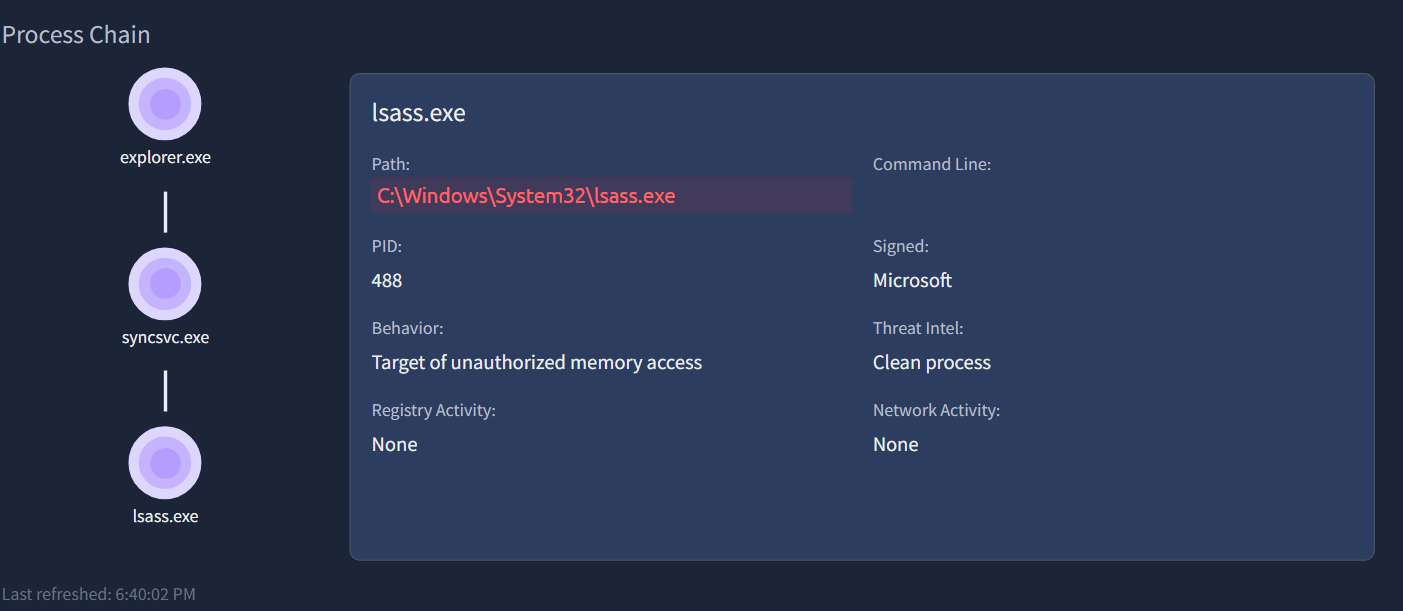 Process Chain
explorer.exe
syncsvc.exe
lsass.exe
lsass.exe
Path:
C:\Windows\System32\lsass.exe
Command Line:
PID:
488
Signed:
Microsoft
Behavior:
Target of unauthorized memory access
Threat Intel:
Clean process
Registry Activity:
None
Network Activity:
None
Last refreshed: 6:40:02 PM